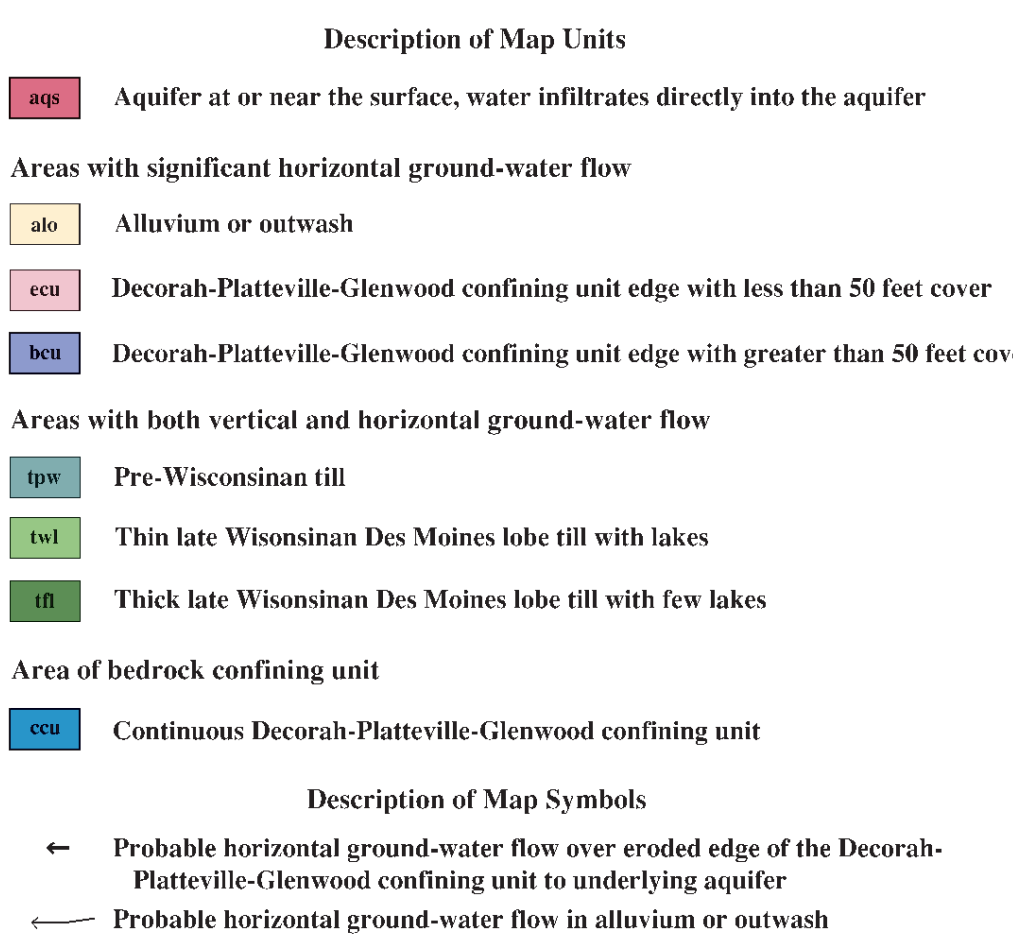 Description of Map Units
aqs Aquifer at or near the surface, water infiltrates directly into the aquifer
Areas with significant horizontal ground-water flow
alo Alluvium or outwash
ecu Decorah-Platteville-Glenwood confining unit edge with less than 50 feet cover
bcu Decorah-Platteville-Glenwood confining unit edge with greater than 50 feet
Areas with both vertical and horizontal ground-water flow
tpw Pre-Wisconsinan till
twl Thin late Wisonsinan Des Moines lobe till with lakes
tfl Thick late Wisonsinan Des Moines lobe till with few lakes
Area of bedrock confining unit
ccu Continuous Decorah-Platteville-Glenwood confining unit
Description of Map Symbols
Probable horizontal ground-water flow over eroded edge of the Decorah-
Platteville-Glenwood confining unit to underlying aquifer
Probable horizontal ground-water flow in alluvium or outwash